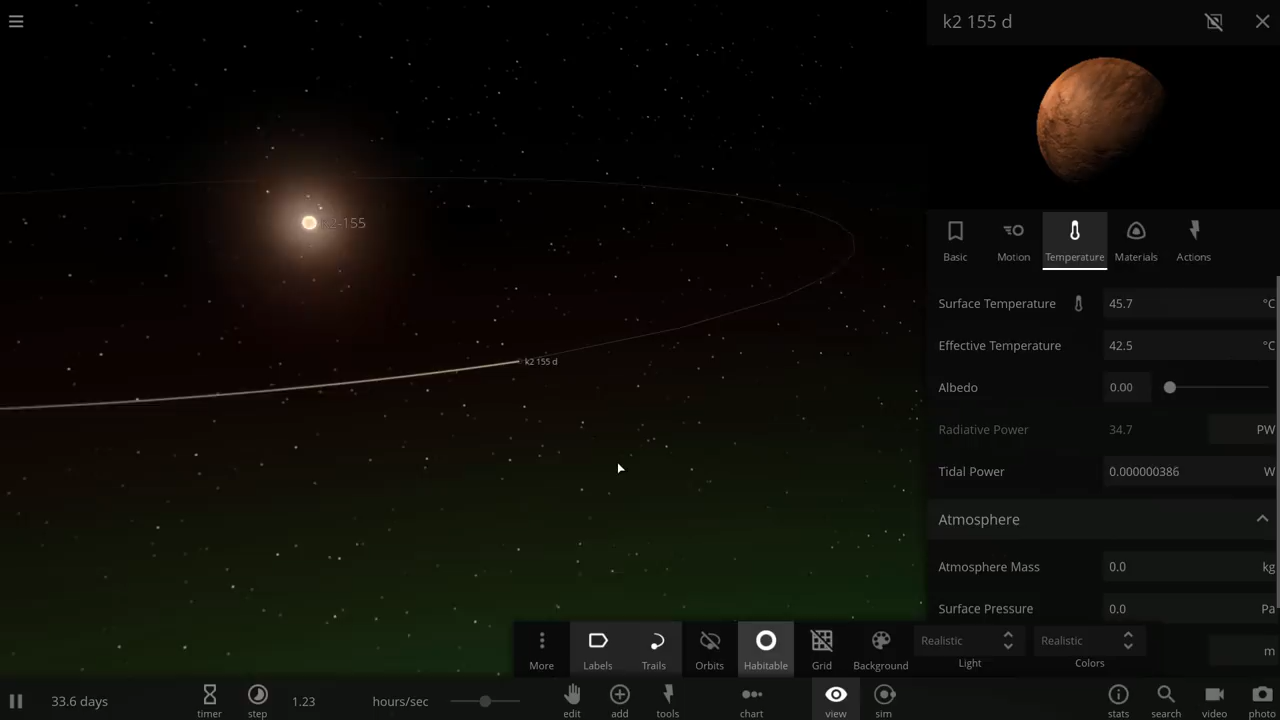 k2 155 d
k2-155
k2 155 d
Basic
Motion
Temperature
Materials
Actions
Surface Temperature 45.7 °C
Effective Temperature 42.5 °C
Albedo 0.00
Radiative Power 34.7 PW
Tidal Power 0.000000386 W
Atmosphere
Atmosphere Mass 0.0 kg
Surface Pressure 0.0 Pa
m
More
Labels
Trails
Orbits
Habitable
Grid
Background
Realistic
Light
Realistic
Colors
33.6 days
timer
step
1.23 hours/sec
edit
add
tools
chart
view
sim
stats
search
video
photo